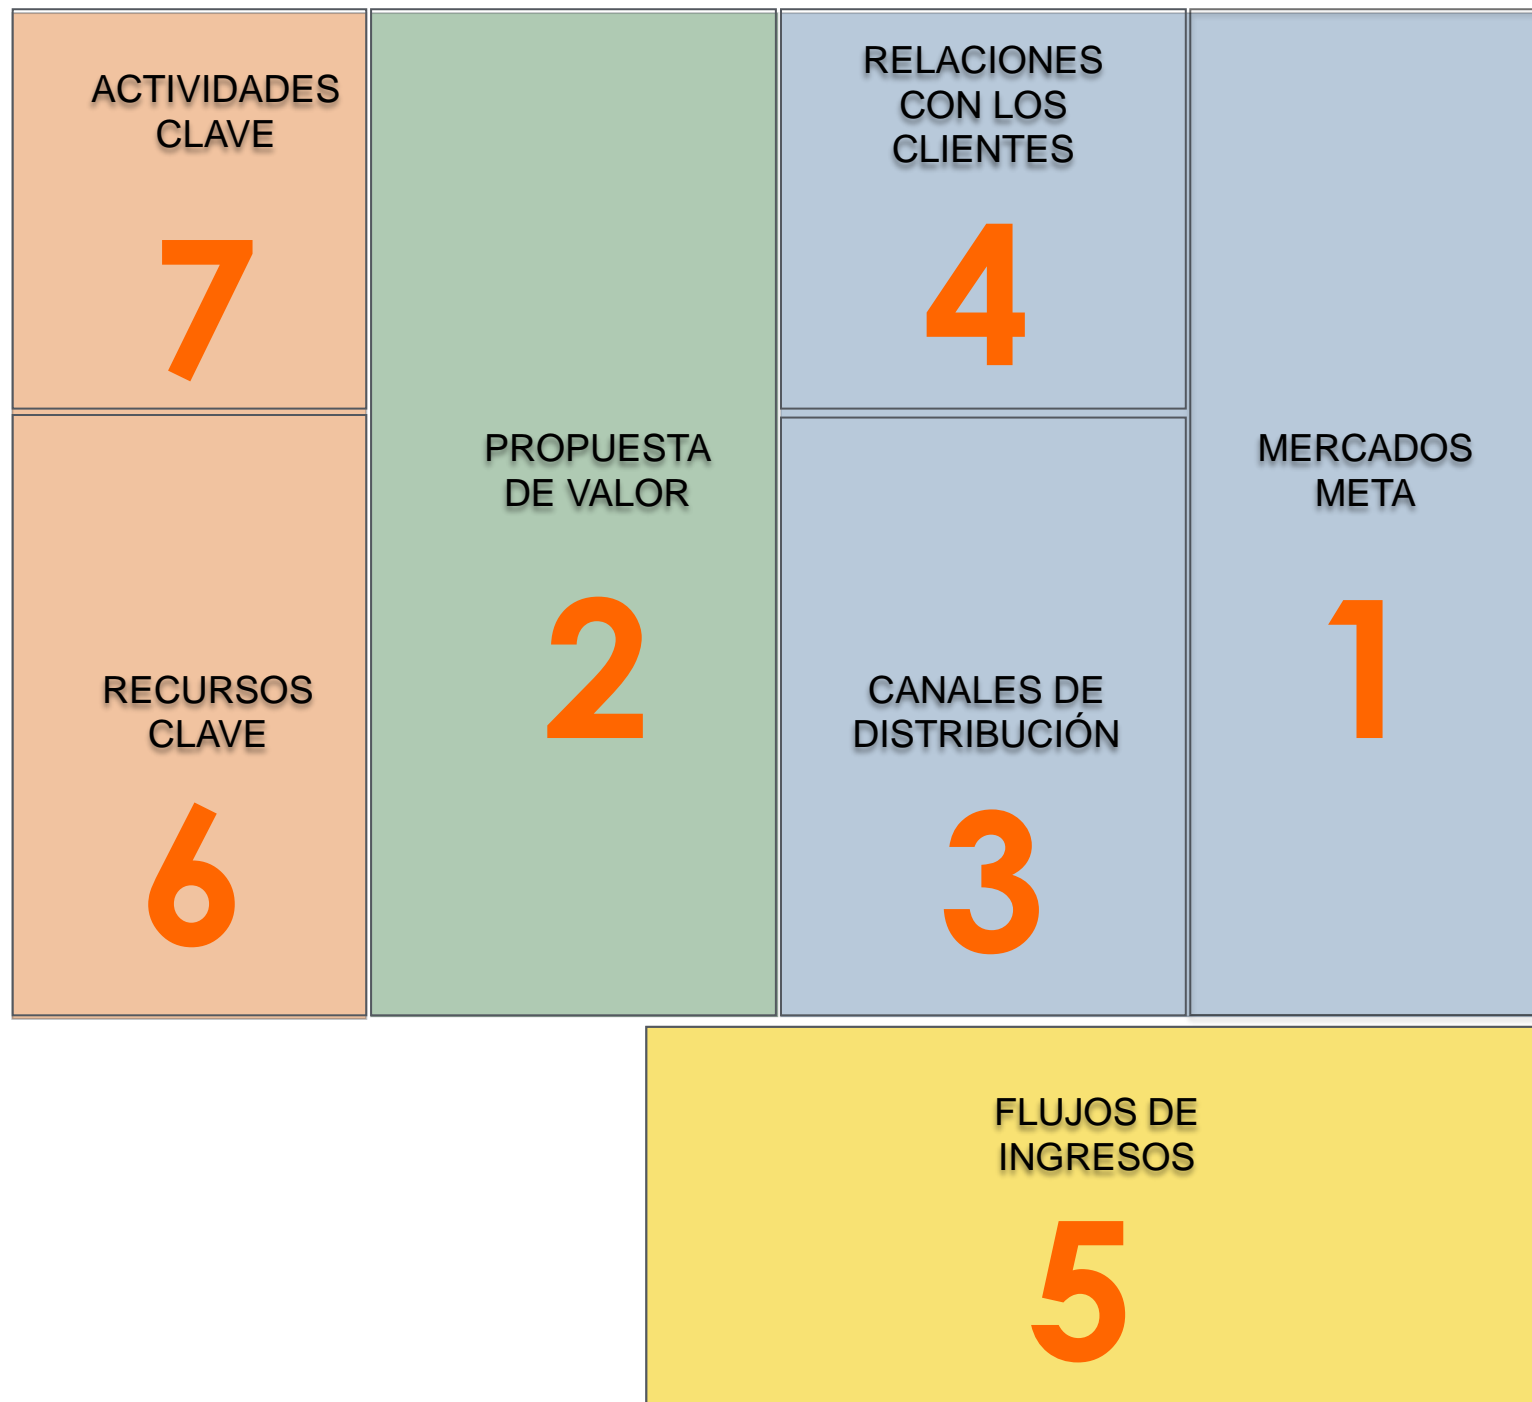 ACTIVIDADES
CLAVE
7
RECURSOS
CLAVE
6
PROPUESTA
DE VALOR
2
RELACIONES
CON LOS
CLIENTES
4
CANALES DE
DISTRIBUCIÓN
3
MERCADOS
META
1
FLUJOS DE
INGRESOS
5